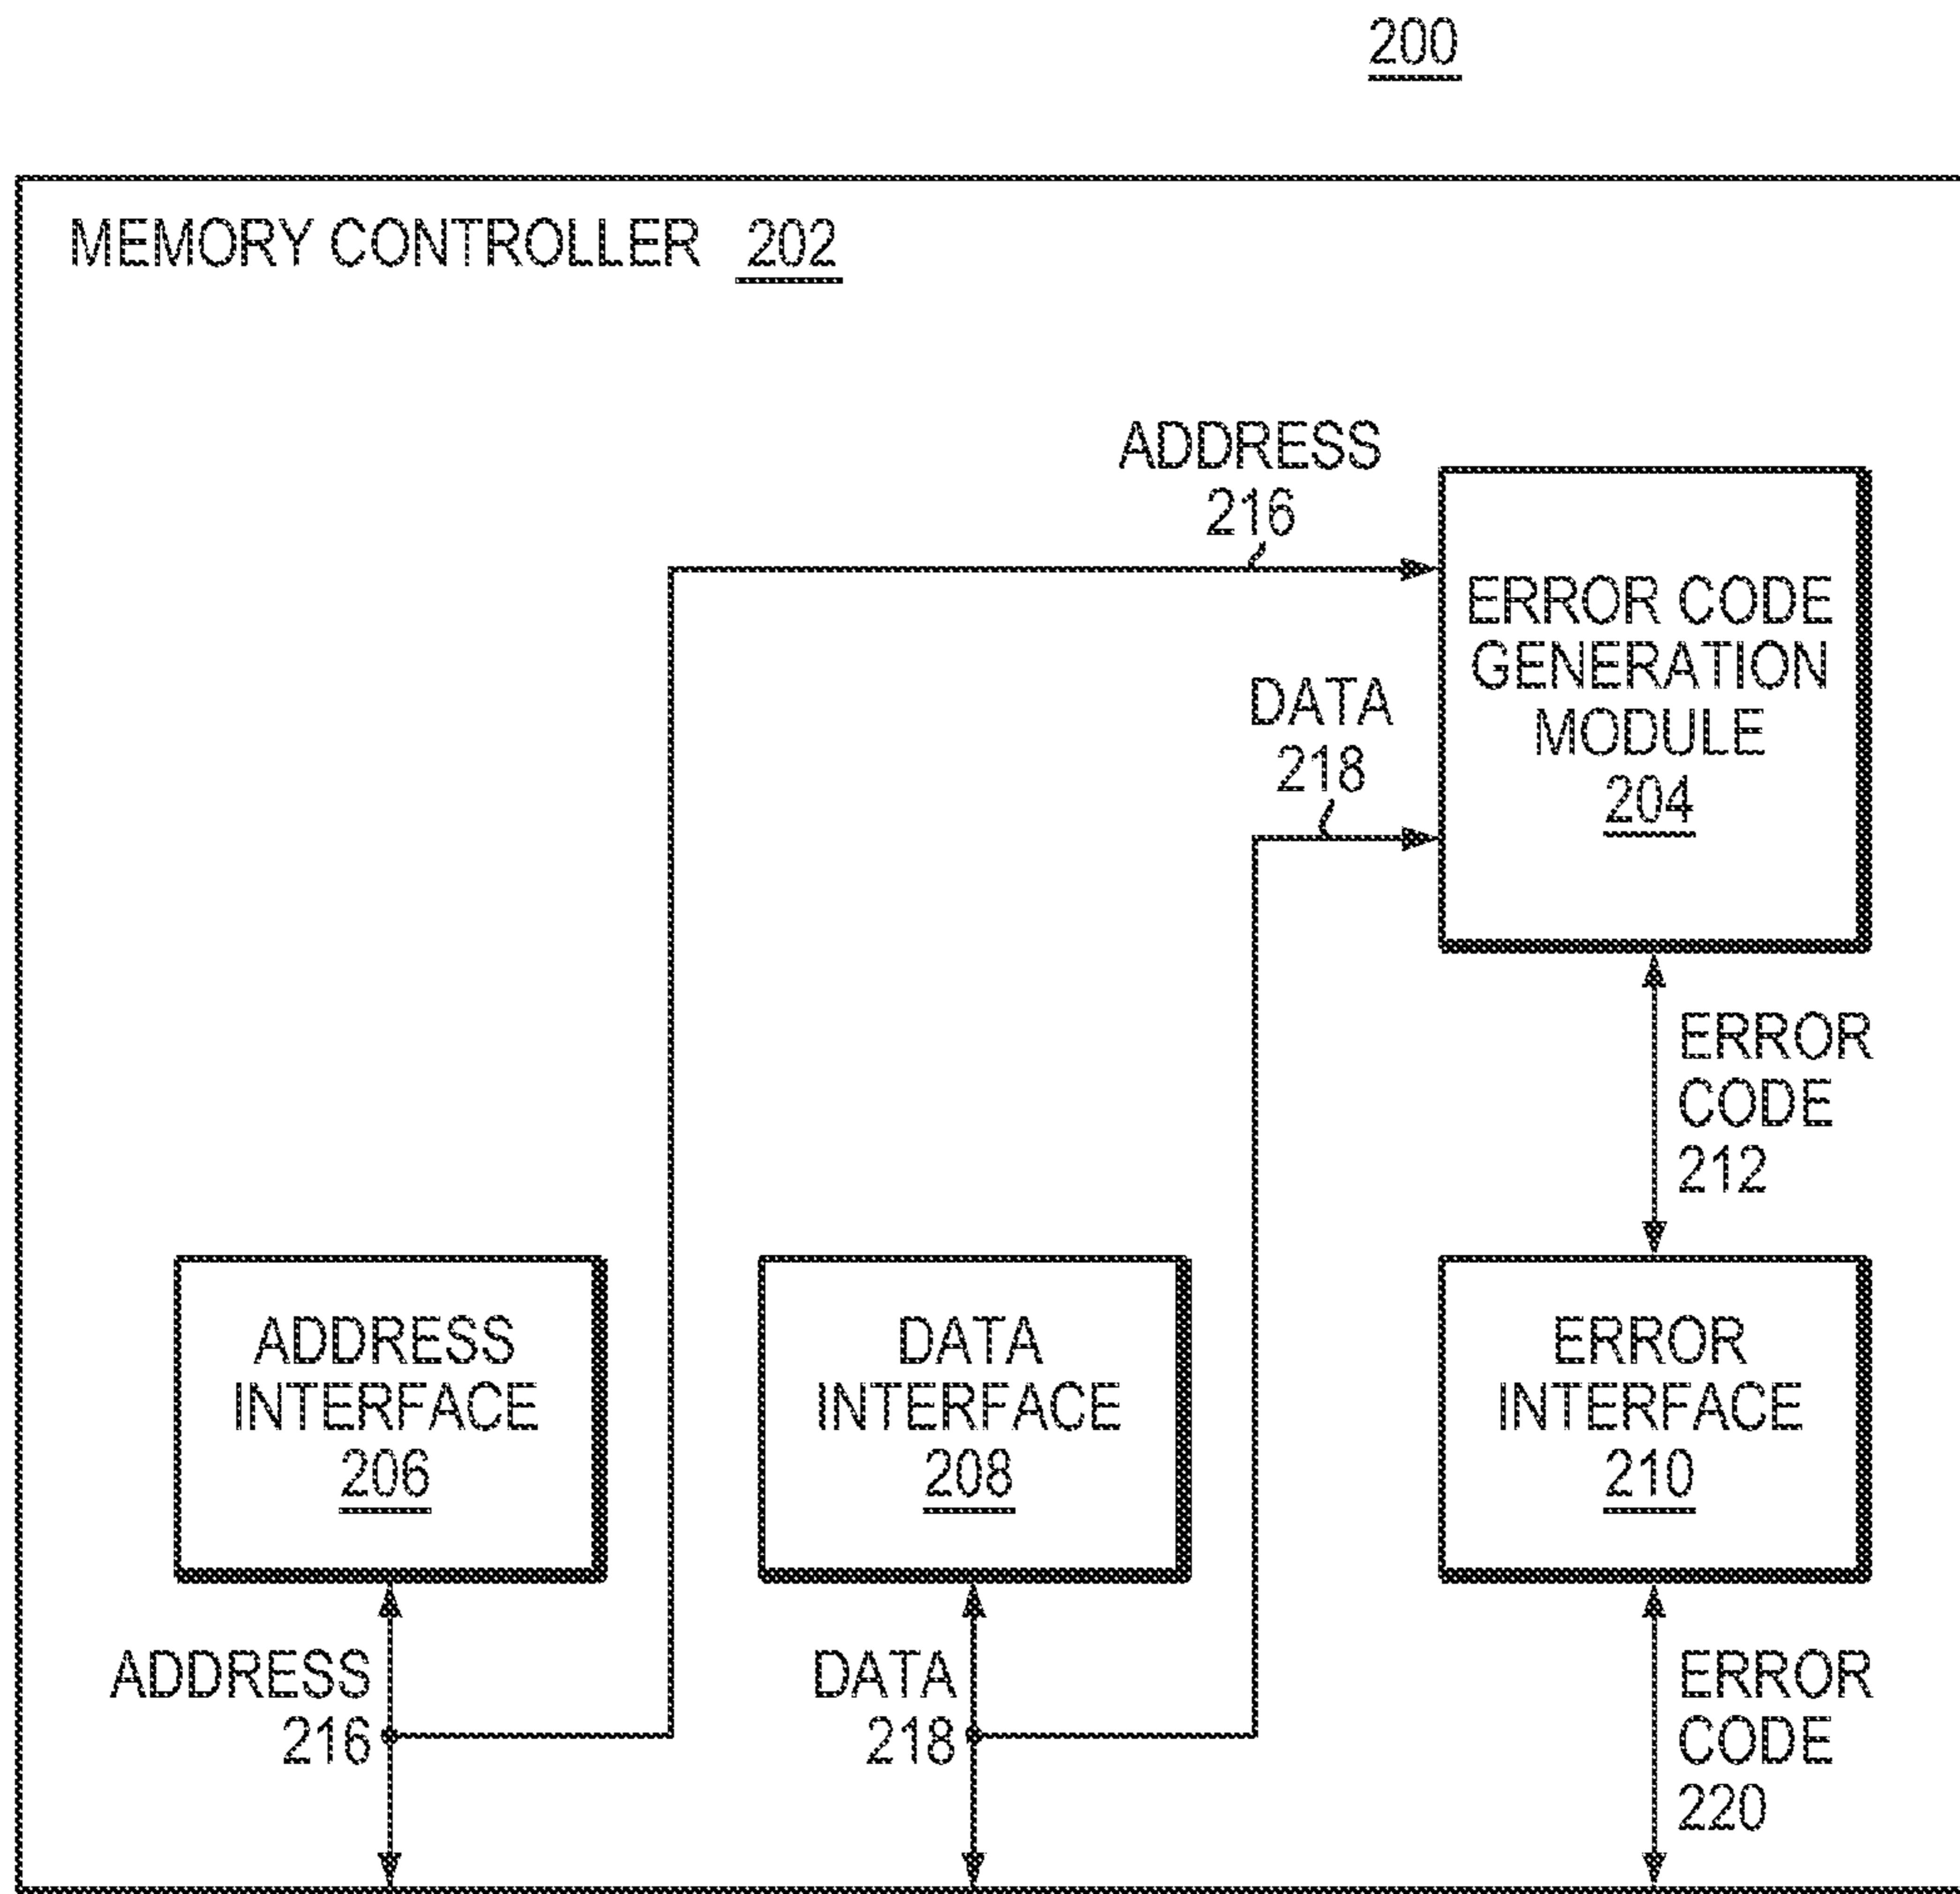 200
MEMORY CONTROLLER 202
ADDRESS
216
ERROR CODE
GENERATION
MODULE
204
DATA
218
ERROR
CODE
212
ADDRESS
INTERFACE
206
DATA
INTERFACE
208
ERROR
INTERFACE
210
ADDRESS
216
DATA
218
ERROR
CODE
220